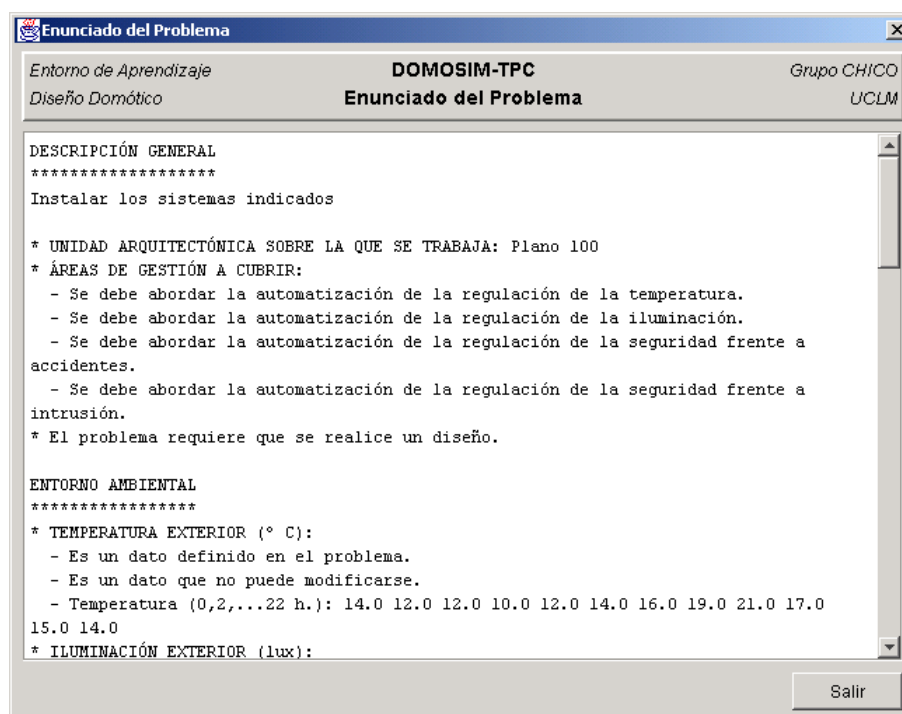 Enunciado del Problema
Entorno de Aprendizaje DOMOSIM-TPC Grupo CHICO
Diseño Domótico Enunciado del Problema UCLM
DESCRIPCIÓN GENERAL
*******************
Instalar los sistemas indicados
* UNIDAD ARQUITECTÓNICA SOBRE LA QUE SE TRABAJA: Plano 100
* ÁREAS DE GESTIÓN A CUBRIR:
- Se debe abordar la automatización de la regulación de la temperatura.
- Se debe abordar la automatización de la regulación de la iluminación.
- Se debe abordar la automatización de la regulación de la seguridad frente a
accidentes.
- Se debe abordar la automatización de la regulación de la seguridad frente a
intrusión.
* El problema requiere que se realice un diseño.
ENTORNO AMBIENTAL
*****************
* TEMPERATURA EXTERIOR (° C):
- Es un dato definido en el problema.
- Es un dato que no puede modificarse.
- Temperatura (0,2,...22 h.): 14.0 12.0 12.0 10.0 12.0 14.0 16.0 19.0 21.0 17.0
15.0 14.0
* ILUMINACIÓN EXTERIOR (lux):
Salir